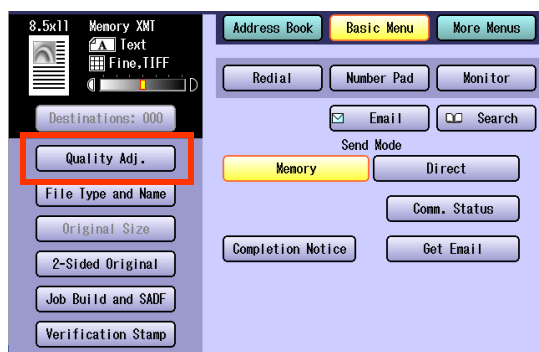 8.5x11 Memory XMT
A Text
Fine,TIFF
D
Destinations: 000
Quality Adj.
File Type and Name
Original Size
2-Sided Original
Job Build and SADF
Verification Stamp
Address Book Basic Menu More Menus
Redial Number Pad Monitor
Email Search
Send Mode
Memory Direct
Comm. Status
Completion Notice Get Email